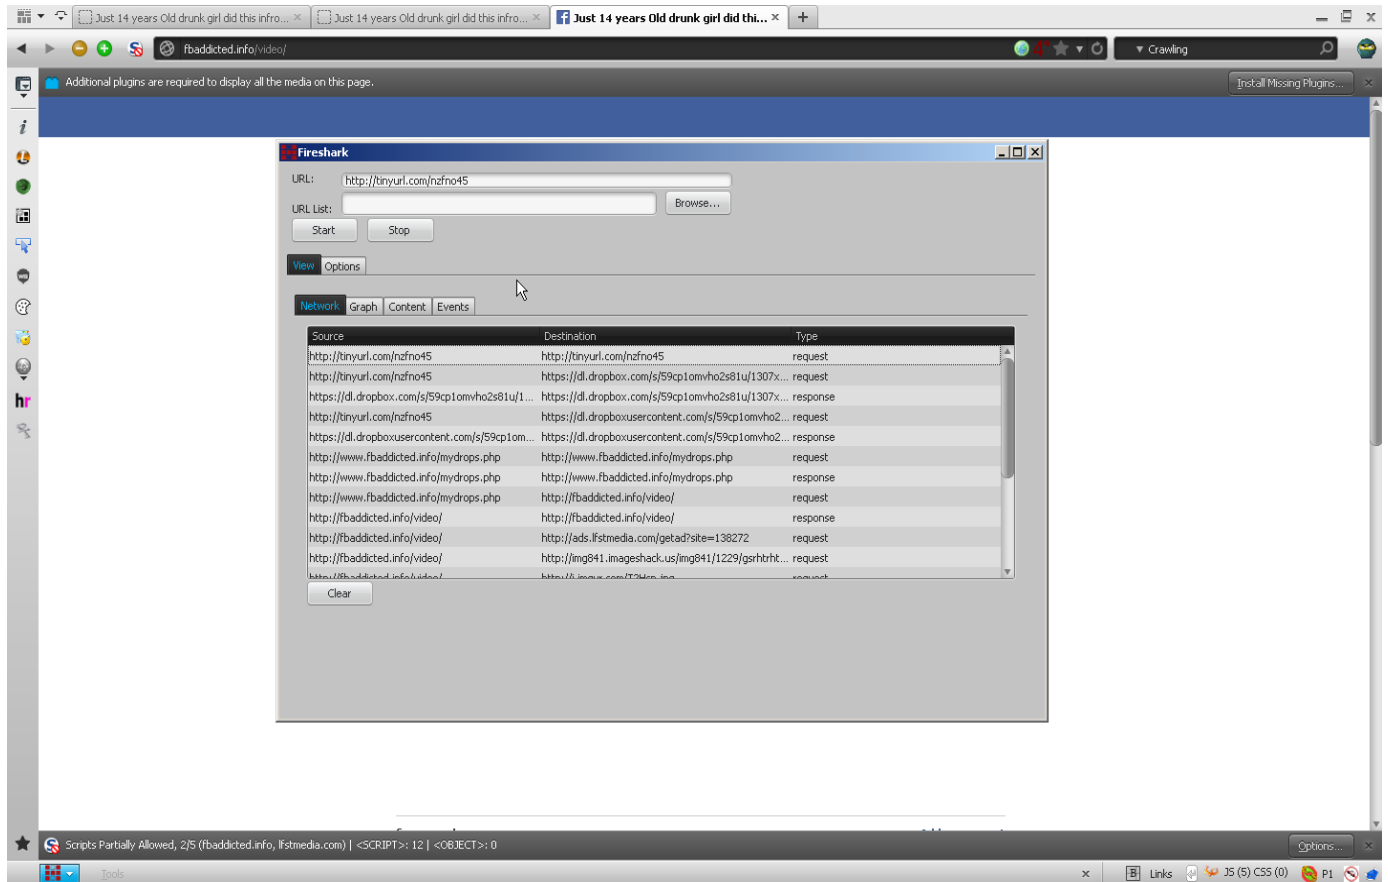 Just 14 years Old drunk girl did this infro... Just 14 years Old drunk girl did this infro... Just 14 years Old drunk girl did thi...
fbaddicted.info/video/ Crawling
Additional plugins are required to display all the media on this page. Install Missing Plugins...
Fireshark
URL: http://tinyurl.com/nzfno45
URL List: Browse...
Start Stop
View Options
Network Graph Content Events
Source Destination Type
http://tinyurl.com/nzfno45 http://tinyurl.com/nzfno45 request
http://tinyurl.com/nzfno45 https://dl.dropbox.com/s/59cp1omvho2s81u/1307x... request
https://dl.dropbox.com/s/59cp1omvho2s81u/1... https://dl.dropbox.com/s/59cp1omvho2s81u/1307x... response
http://tinyurl.com/nzfno45 https://dl.dropboxusercontent.com/s/59cp1omvho2... request
https://dl.dropboxusercontent.com/s/59cp1om... https://dl.dropboxusercontent.com/s/59cp1omvho2... response
http://www.fbaddicted.info/mydrops.php http://www.fbaddicted.info/mydrops.php request
http://www.fbaddicted.info/mydrops.php http://www.fbaddicted.info/mydrops.php response
http://www.fbaddicted.info/mydrops.php http://fbaddicted.info/video/ request
http://fbaddicted.info/video/ http://fbaddicted.info/video/ response
http://fbaddicted.info/video/ http://ads.lfstmedia.com/getad?site=138272 request
http://fbaddicted.info/video/ http://img841.imageshack.us/img841/1229/gsrhtrht... request
http://fbaddicted.info/video/ request
Clear
Scripts Partially Allowed, 2/5 (fbaddicted.info, lfstmedia.com) | <SCRIPT>: 12 | <OBJECT>: 0 Options...
Tools Links JS (5) CSS (0) P1